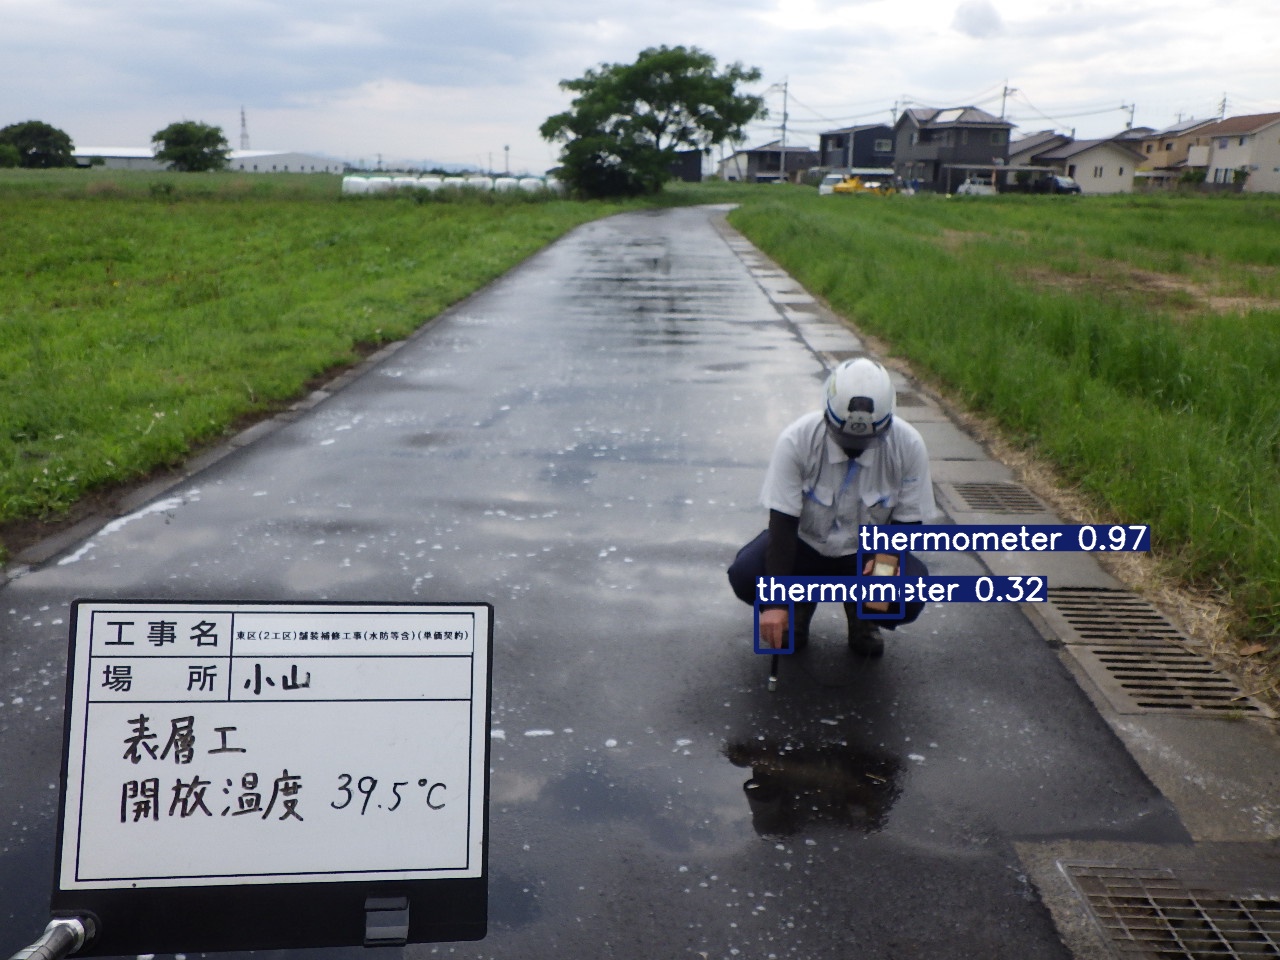 thermometer 0.97
thermometer 0.32
工事名 東区(2工区)舗装補修工事(水防等含)(単価契約)
場所 小山
表層工
開放温度 39.5℃